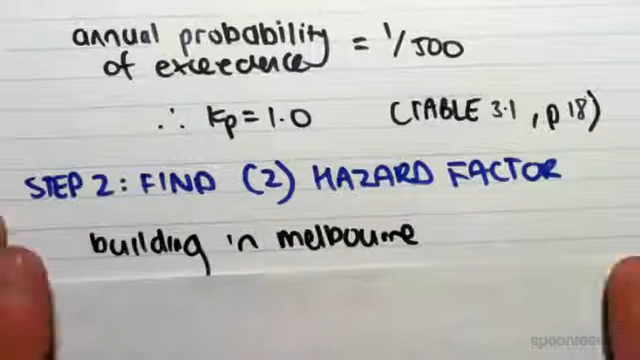 annual probability = 1/500
of exceedence
∴ Kp = 1.0 (TABLE 3.1, p 18)
STEP 2: FIND (Z) HAZARD FACTOR
building in melbourne